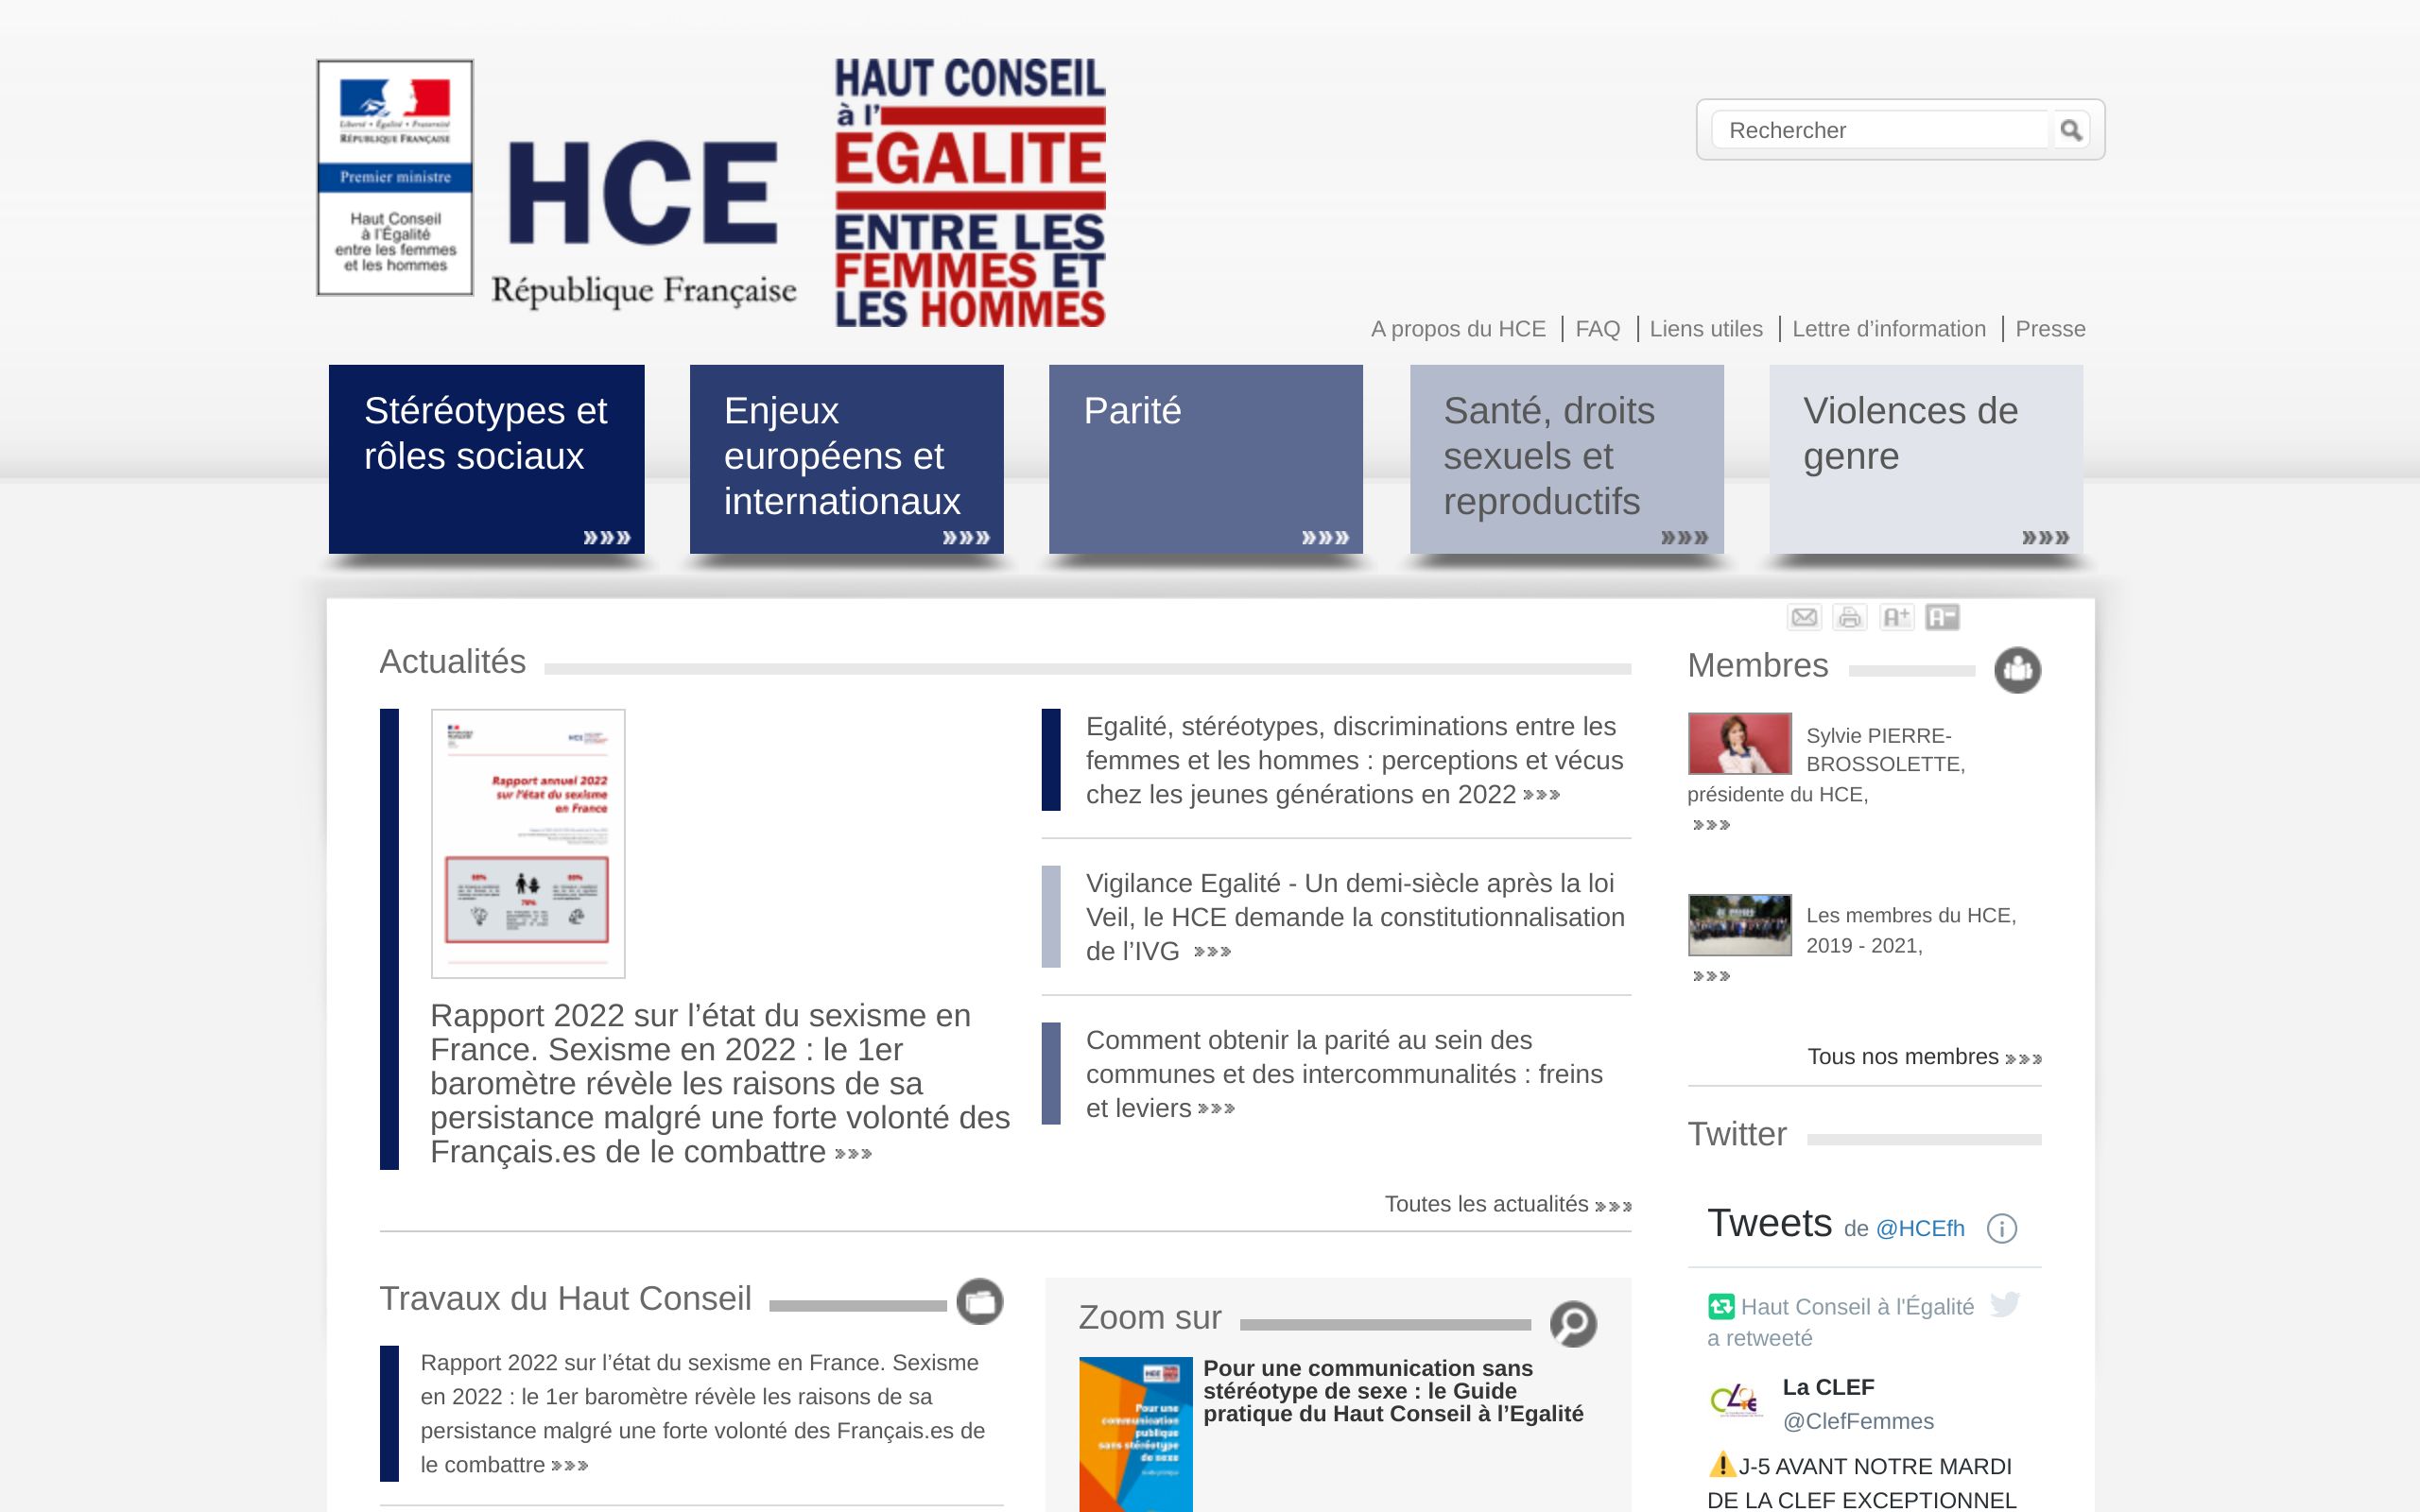 Liberté • Égalité • Fraternité
RÉPUBLIQUE FRANÇAISE
Premier ministre
Haut Conseil
à l'Égalité
entre les femmes
et les hommes
HCE
République Française
HAUT CONSEIL
à l'
EGALITE
ENTRE LES
FEMMES ET
LES HOMMES
Rechercher
A propos du HCE
FAQ
Liens utiles
Lettre d’information
Presse
Stéréotypes et
rôles sociaux
»»»
Enjeux
européens et
internationaux
»»»
Parité
»»»
Santé, droits
sexuels et
reproductifs
»»»
Violences de
genre
»»»
A+
A-
Actualités
HCE
Rapport annuel 2022
sur l'état du sexisme
en France
Rapport 2022 sur l’état du sexisme en
France. Sexisme en 2022 : le 1er
baromètre révèle les raisons de sa
persistance malgré une forte volonté des
Français.es de le combattre »»»
Egalité, stéréotypes, discriminations entre les
femmes et les hommes : perceptions et vécus
chez les jeunes générations en 2022 »»»
Vigilance Egalité - Un demi-siècle après la loi
Veil, le HCE demande la constitutionnalisation
de l’IVG »»»
Comment obtenir la parité au sein des
communes et des intercommunalités : freins
et leviers »»»
Toutes les actualités »»»
Membres
Sylvie PIERRE-
BROSSOLETTE,
présidente du HCE,
»»»
Les membres du HCE,
2019 - 2021,
»»»
Tous nos membres »»»
Twitter
Tweets de @HCEfh
Haut Conseil à l'Égalité
a retweeté
La CLEF
@ClefFemmes
⚠️J-5 AVANT NOTRE MARDI
DE LA CLEF EXCEPTIONNEL
Travaux du Haut Conseil
Rapport 2022 sur l’état du sexisme en France. Sexisme
en 2022 : le 1er baromètre révèle les raisons de sa
persistance malgré une forte volonté des Français.es de
le combattre »»»
Zoom sur
HCE
Pour une
communication
publique
sans stéréotype
de sexe
Pour une communication sans
stéréotype de sexe : le Guide
pratique du Haut Conseil à l’Egalité